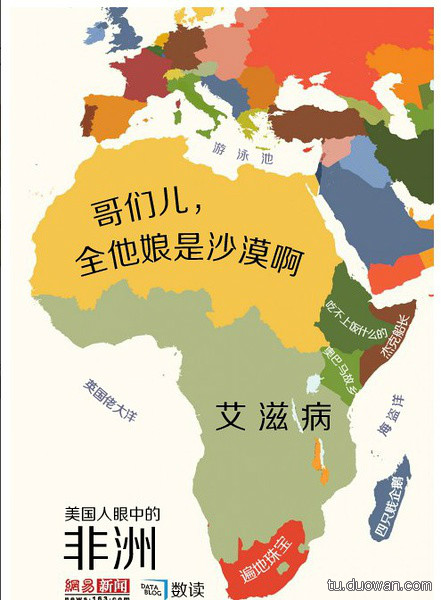 游泳池
哥们儿,
全他娘是沙漠啊
吃不上饭什么的
杰克船长
奥巴马故乡
英国佬大洋
艾滋病
海盗洋
四只贱企鹅
遍地珠宝
美国人眼中的
非洲
網易 新闻
news.163.com
DATA
BLOG
数读
tu.duowan.com